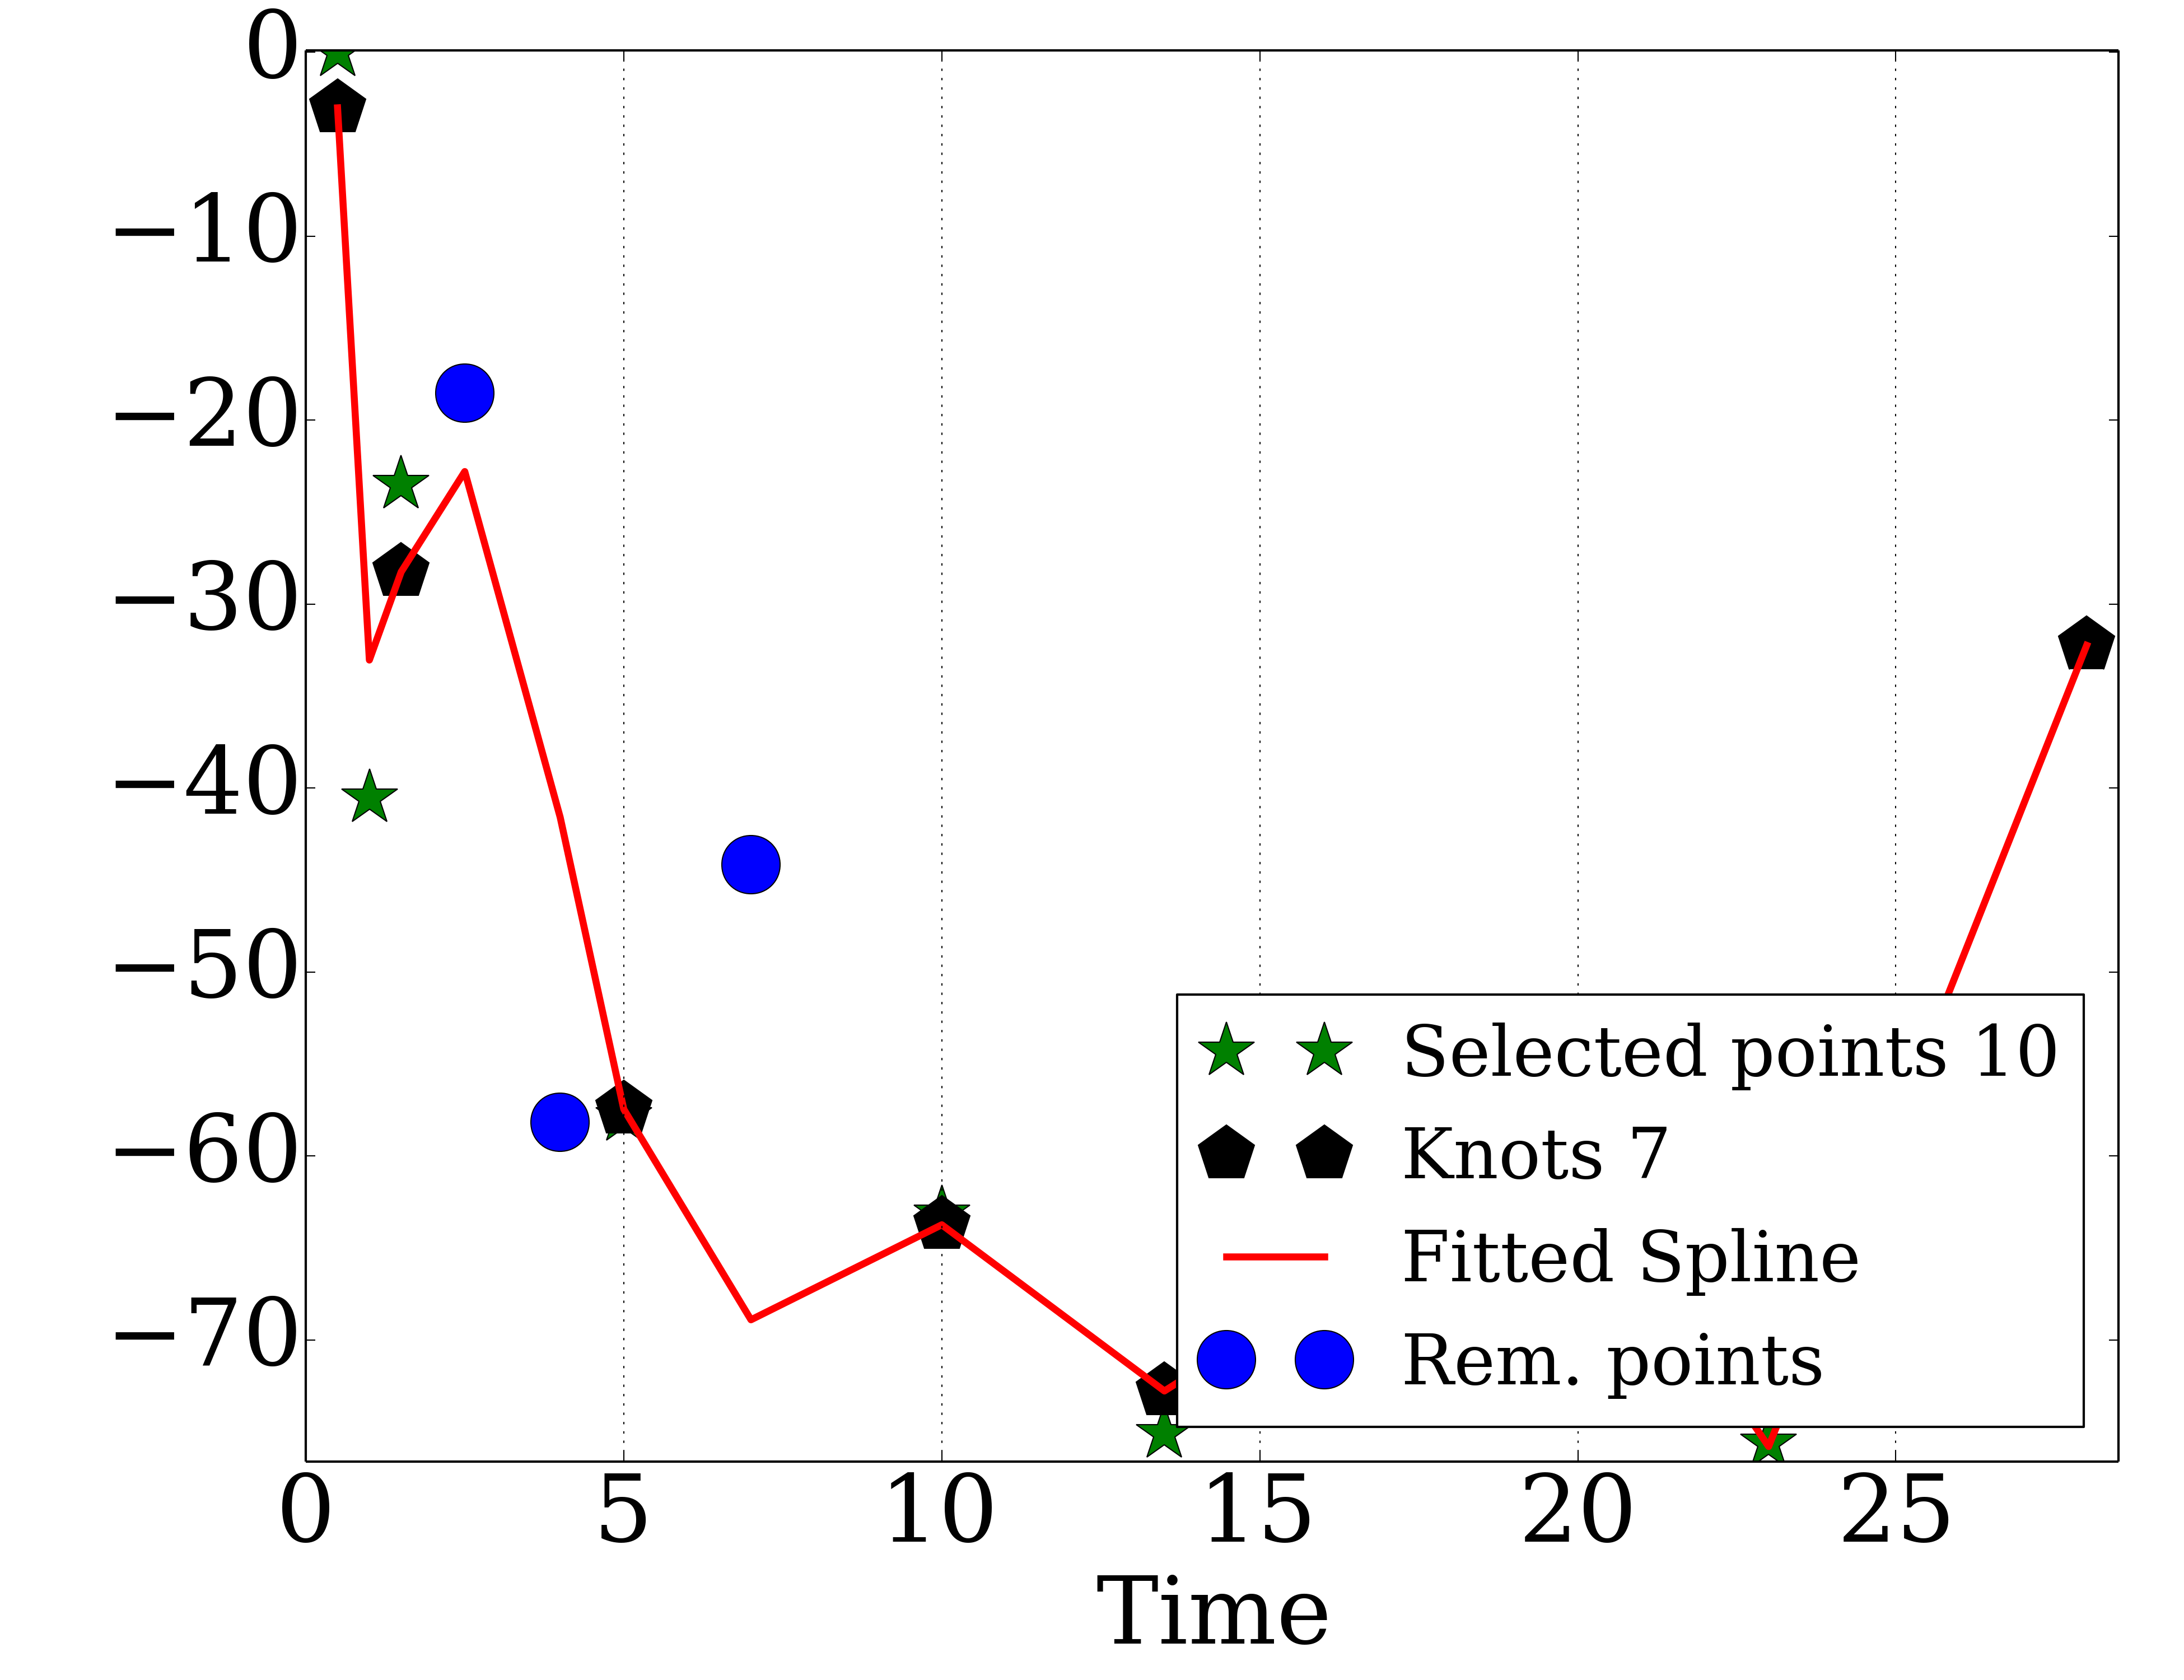 0
−10
−20
−30
−40
−50
−60
−70
Selected points 10
Knots 7
Fitted Spline
Rem. points
0 5 10 15 20 25
Time